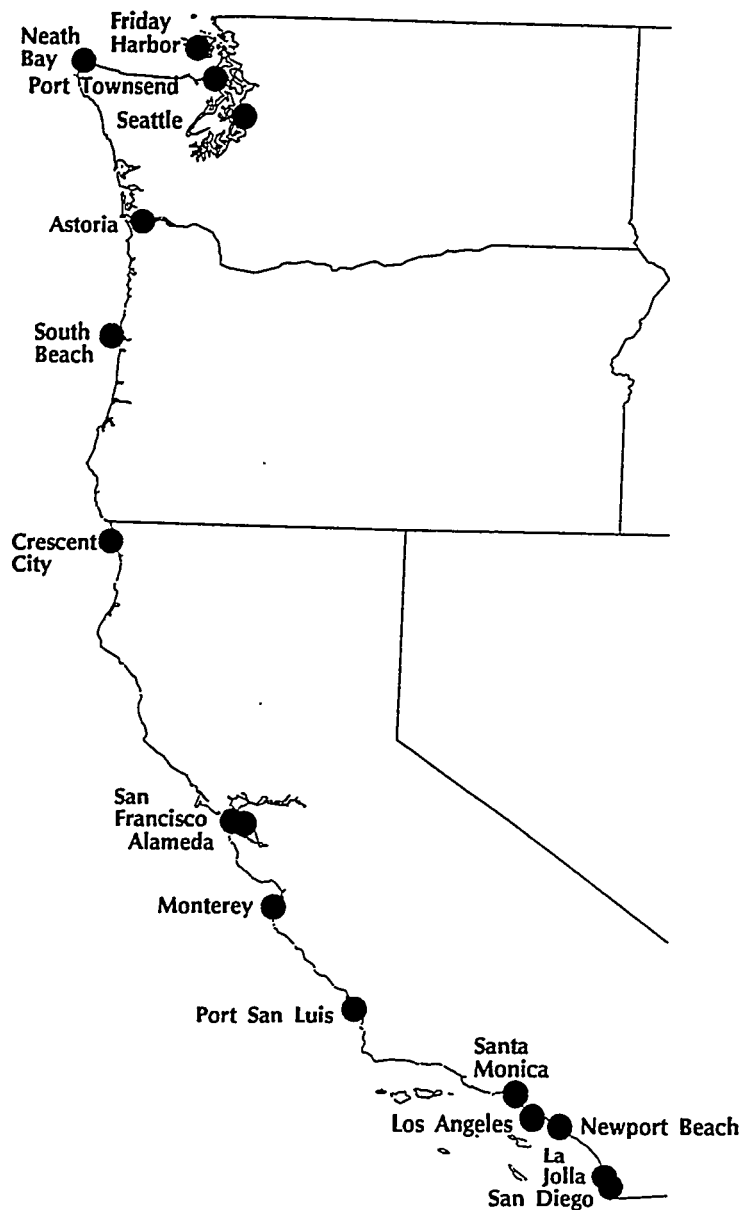 Friday
Harbor
Neath
Bay
Port Townsend
Seattle
Astoria
South
Beach
Crescent
City
San
Francisco
Alameda
Monterey
Port San Luis
Santa
Monica
Los Angeles
Newport Beach
La
Jolla
San Diego